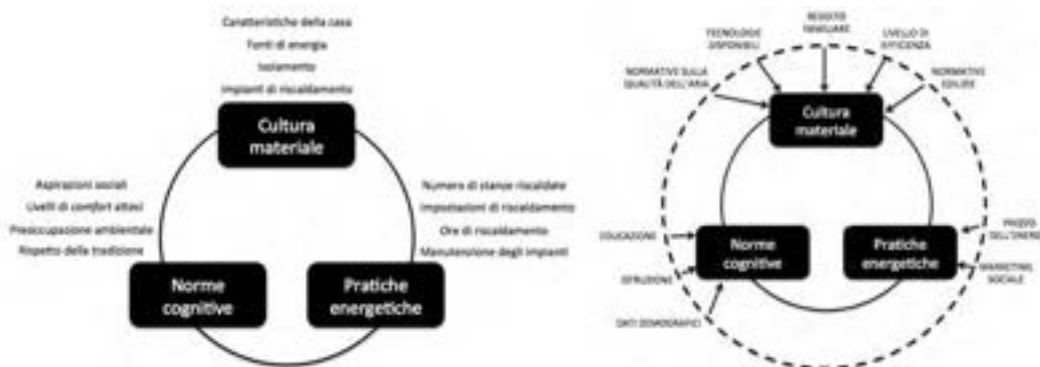 Caratteristiche della casa
Fonti di energia
Isolamento
Impianti di riscaldamento
Cultura
materiale
Aspirazioni sociali
Livelli di comfort attesi
Preoccupazione ambientale
Rispetto della tradizione
Numero di stanze riscaldate
Impostazioni di riscaldamento
Ore di riscaldamento
Manutenzione degli impianti
Norme
cognitive
Pratiche
energetiche
REDDITO
FAMILIARE
TECNOLOGIE
DISPONIBILI
LIVELLO DI
EFFICIENZA
NORMATIVE SULLA
QUALITÀ DELL'ARIA
NORMATIVE
EDILIZIE
Cultura
materiale
EDUCAZIONE
ISTRUZIONE
DATI DEMOGRAFICI
Norme
cognitive
Pratiche
energetiche
PREZZO
MARKETING
SOCIALE